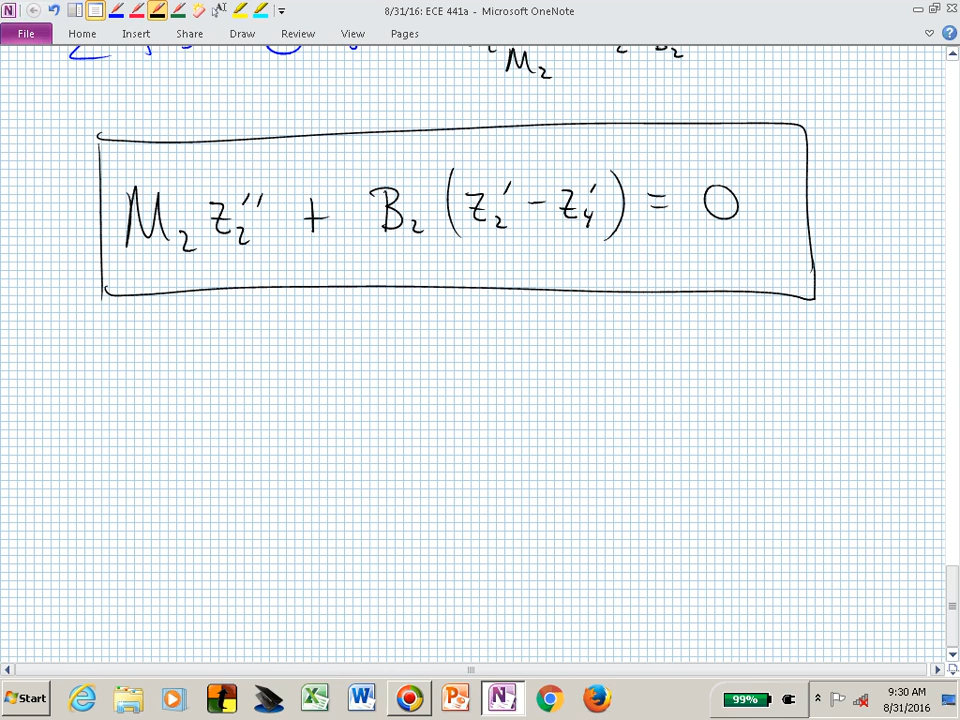 8/31/16: ECE 441a - Microsoft OneNote
File Home Insert Share Draw Review View Pages
M₂
M₂ z₂'' + B₂ (z₂' − z₄') = 0
Start
99%
9:30 AM
8/31/2016